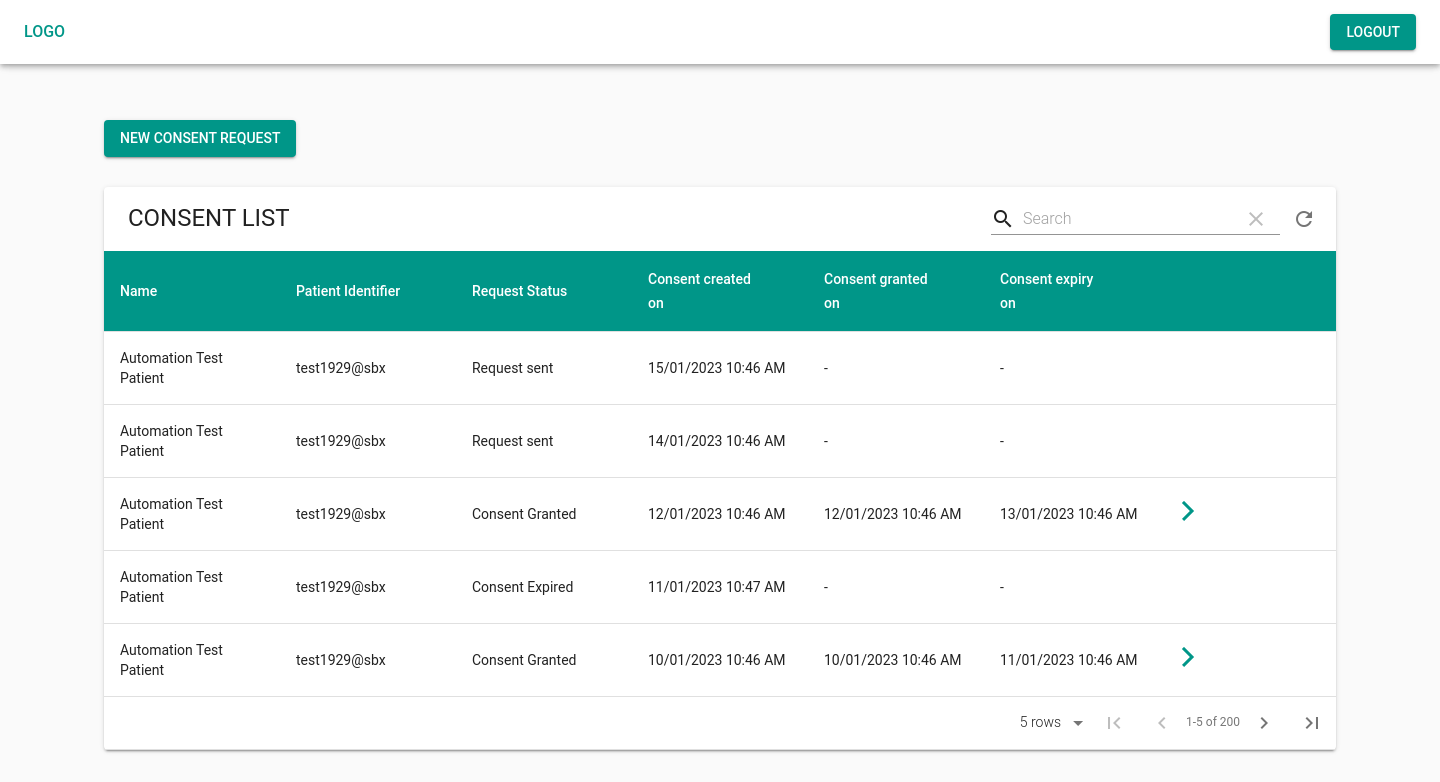 LOGO
LOGOUT
NEW CONSENT REQUEST
CONSENT LIST
Search
Name
Patient Identifier
Request Status
Consent created
on
Consent granted
on
Consent expiry
on
Automation Test
Patient
test1929@sbx
Request sent
15/01/2023 10:46 AM
-
-
Automation Test
Patient
test1929@sbx
Request sent
14/01/2023 10:46 AM
-
-
Automation Test
Patient
test1929@sbx
Consent Granted
12/01/2023 10:46 AM
12/01/2023 10:46 AM
13/01/2023 10:46 AM
Automation Test
Patient
test1929@sbx
Consent Expired
11/01/2023 10:47 AM
-
-
Automation Test
Patient
test1929@sbx
Consent Granted
10/01/2023 10:46 AM
10/01/2023 10:46 AM
11/01/2023 10:46 AM
5 rows
1-5 of 200